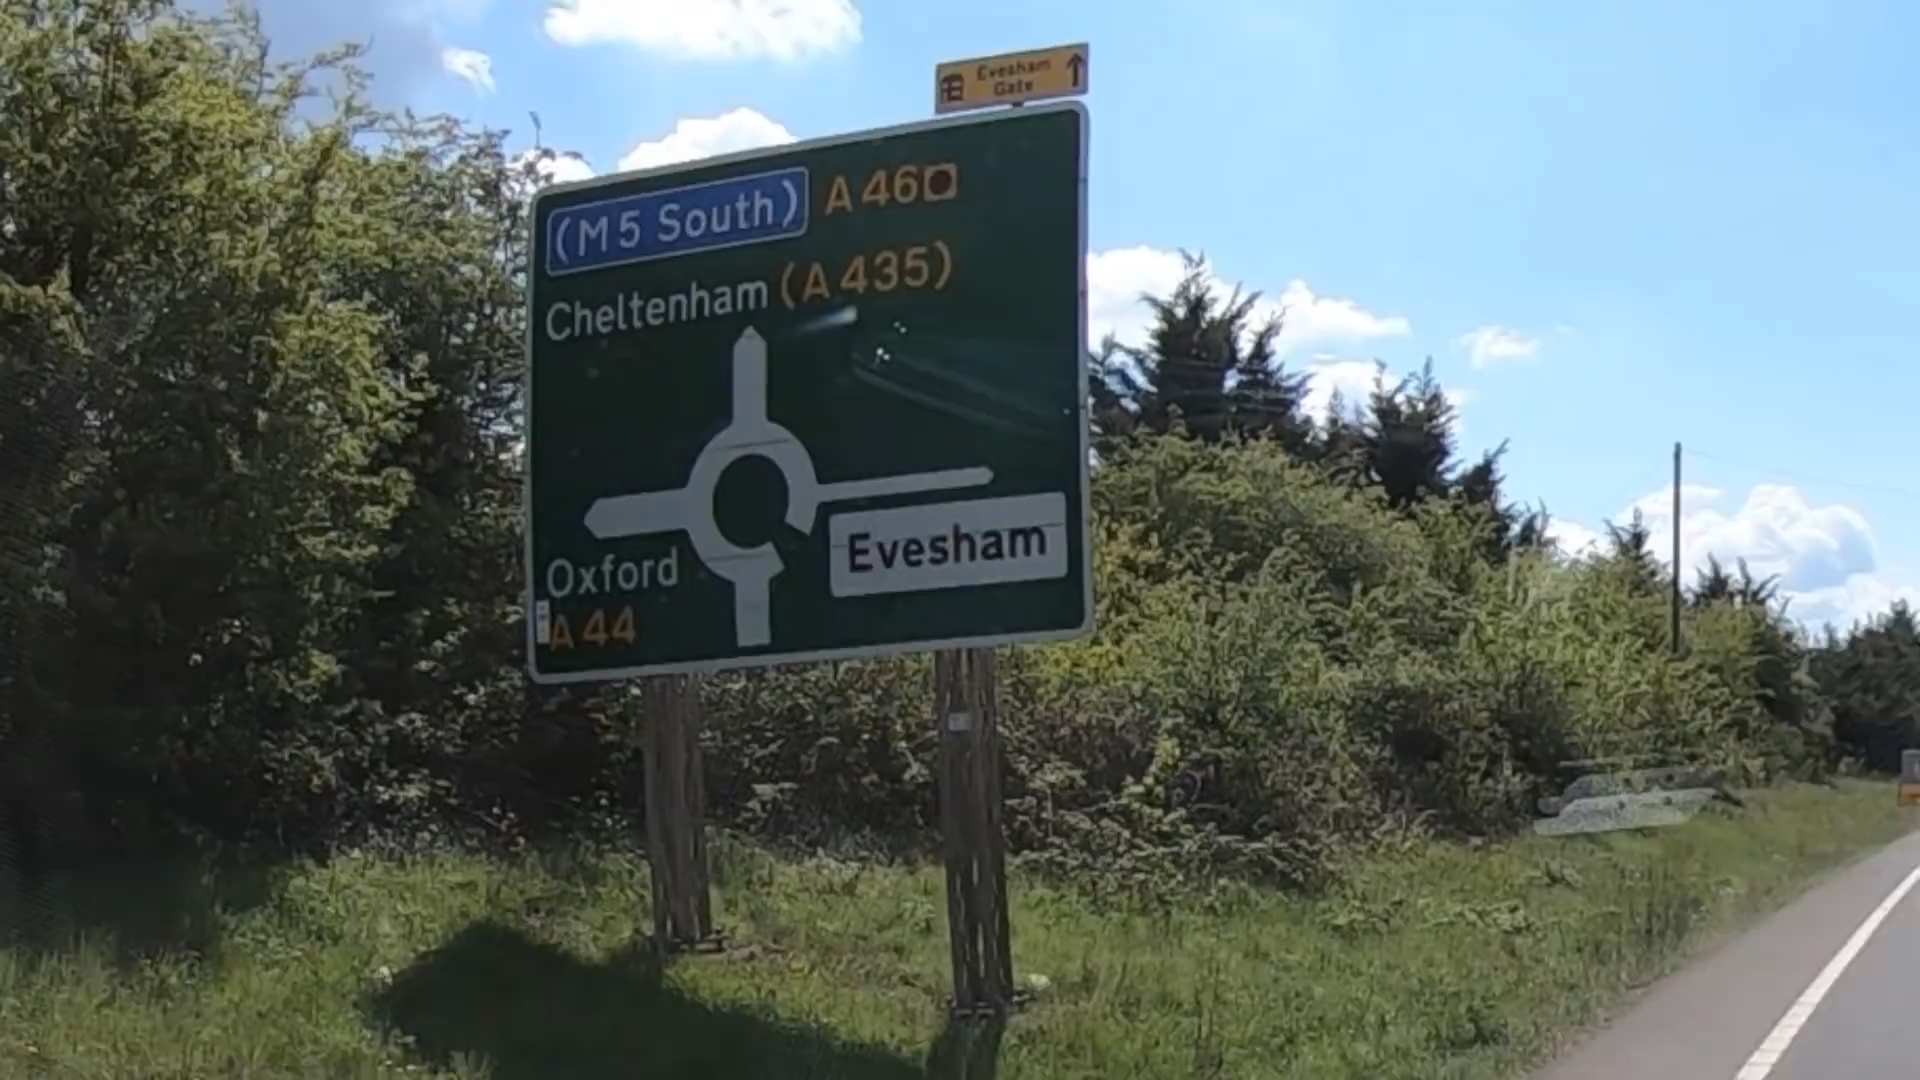 Evesham
Gate
(M5 South) A46
Cheltenham (A435)
Oxford
A44
Evesham